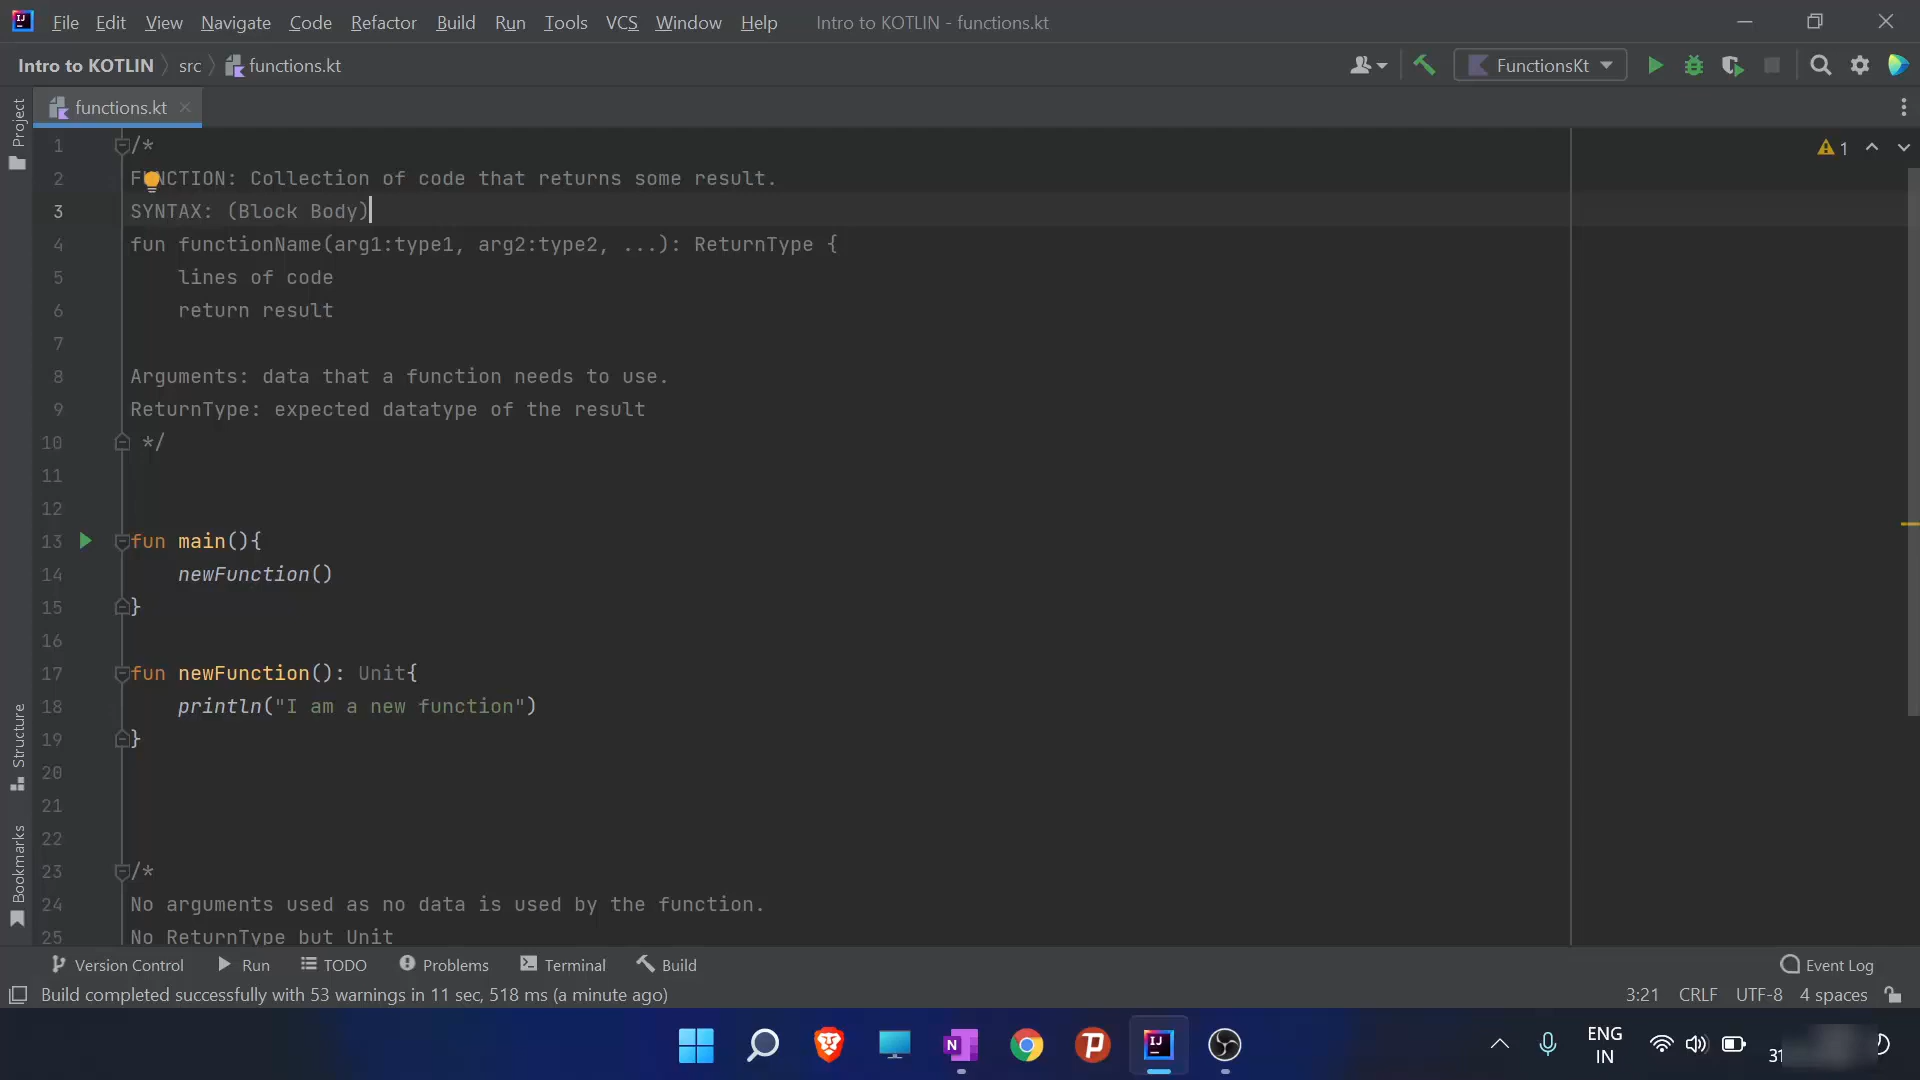 File Edit View Navigate Code Refactor Build Run Tools VCS Window Help Intro to KOTLIN - functions.kt
Intro to KOTLIN src functions.kt FunctionsKt
Project
functions.kt
1 /*
1
2 FUNCTION: Collection of code that returns some result.
3 SYNTAX: (Block Body)
4 fun functionName(arg1:type1, arg2:type2, ...): ReturnType {
5 lines of code
6 return result
7
8 Arguments: data that a function needs to use.
9 ReturnType: expected datatype of the result
10 */
11
12
13 fun main(){
14 newFunction()
15 }
16
17 fun newFunction(): Unit{
18 println("I am a new function")
19 }
20
21
22
23 /*
24 No arguments used as no data is used by the function.
25 No ReturnType but Unit
Structure
Bookmarks
Version Control Run TODO Problems Terminal Build Event Log
Build completed successfully with 53 warnings in 11 sec, 518 ms (a minute ago) 3:21 CRLF UTF-8 4 spaces
ENG
IN
31